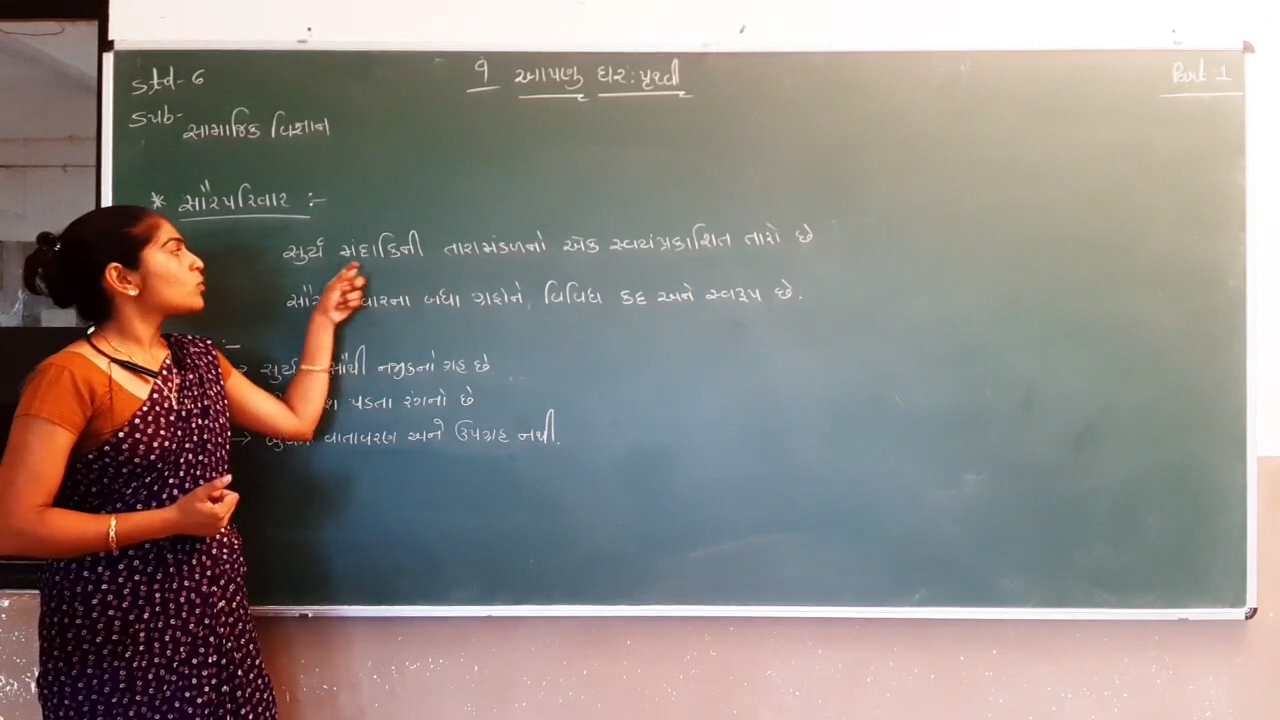 Std-6
૧ આપણુ ઘર : પૃથ્વી
Part-1
Sub- સામાજિક વિજ્ઞાન
* સૌરપરિવાર :-
સુર્ય મંદાકિની તારામંડળનો એક સ્વયંપ્રકાશિત તારો છે
બધા ગ્રહોને, વિવિધ કદ અને સ્વરૂપ છે.
:-
સુર્ય સૌથી નજીકનો ગ્રહ છે
પડતા રંગનો છે
→ વાતાવરણ અને ઉપગ્રહ નથી.